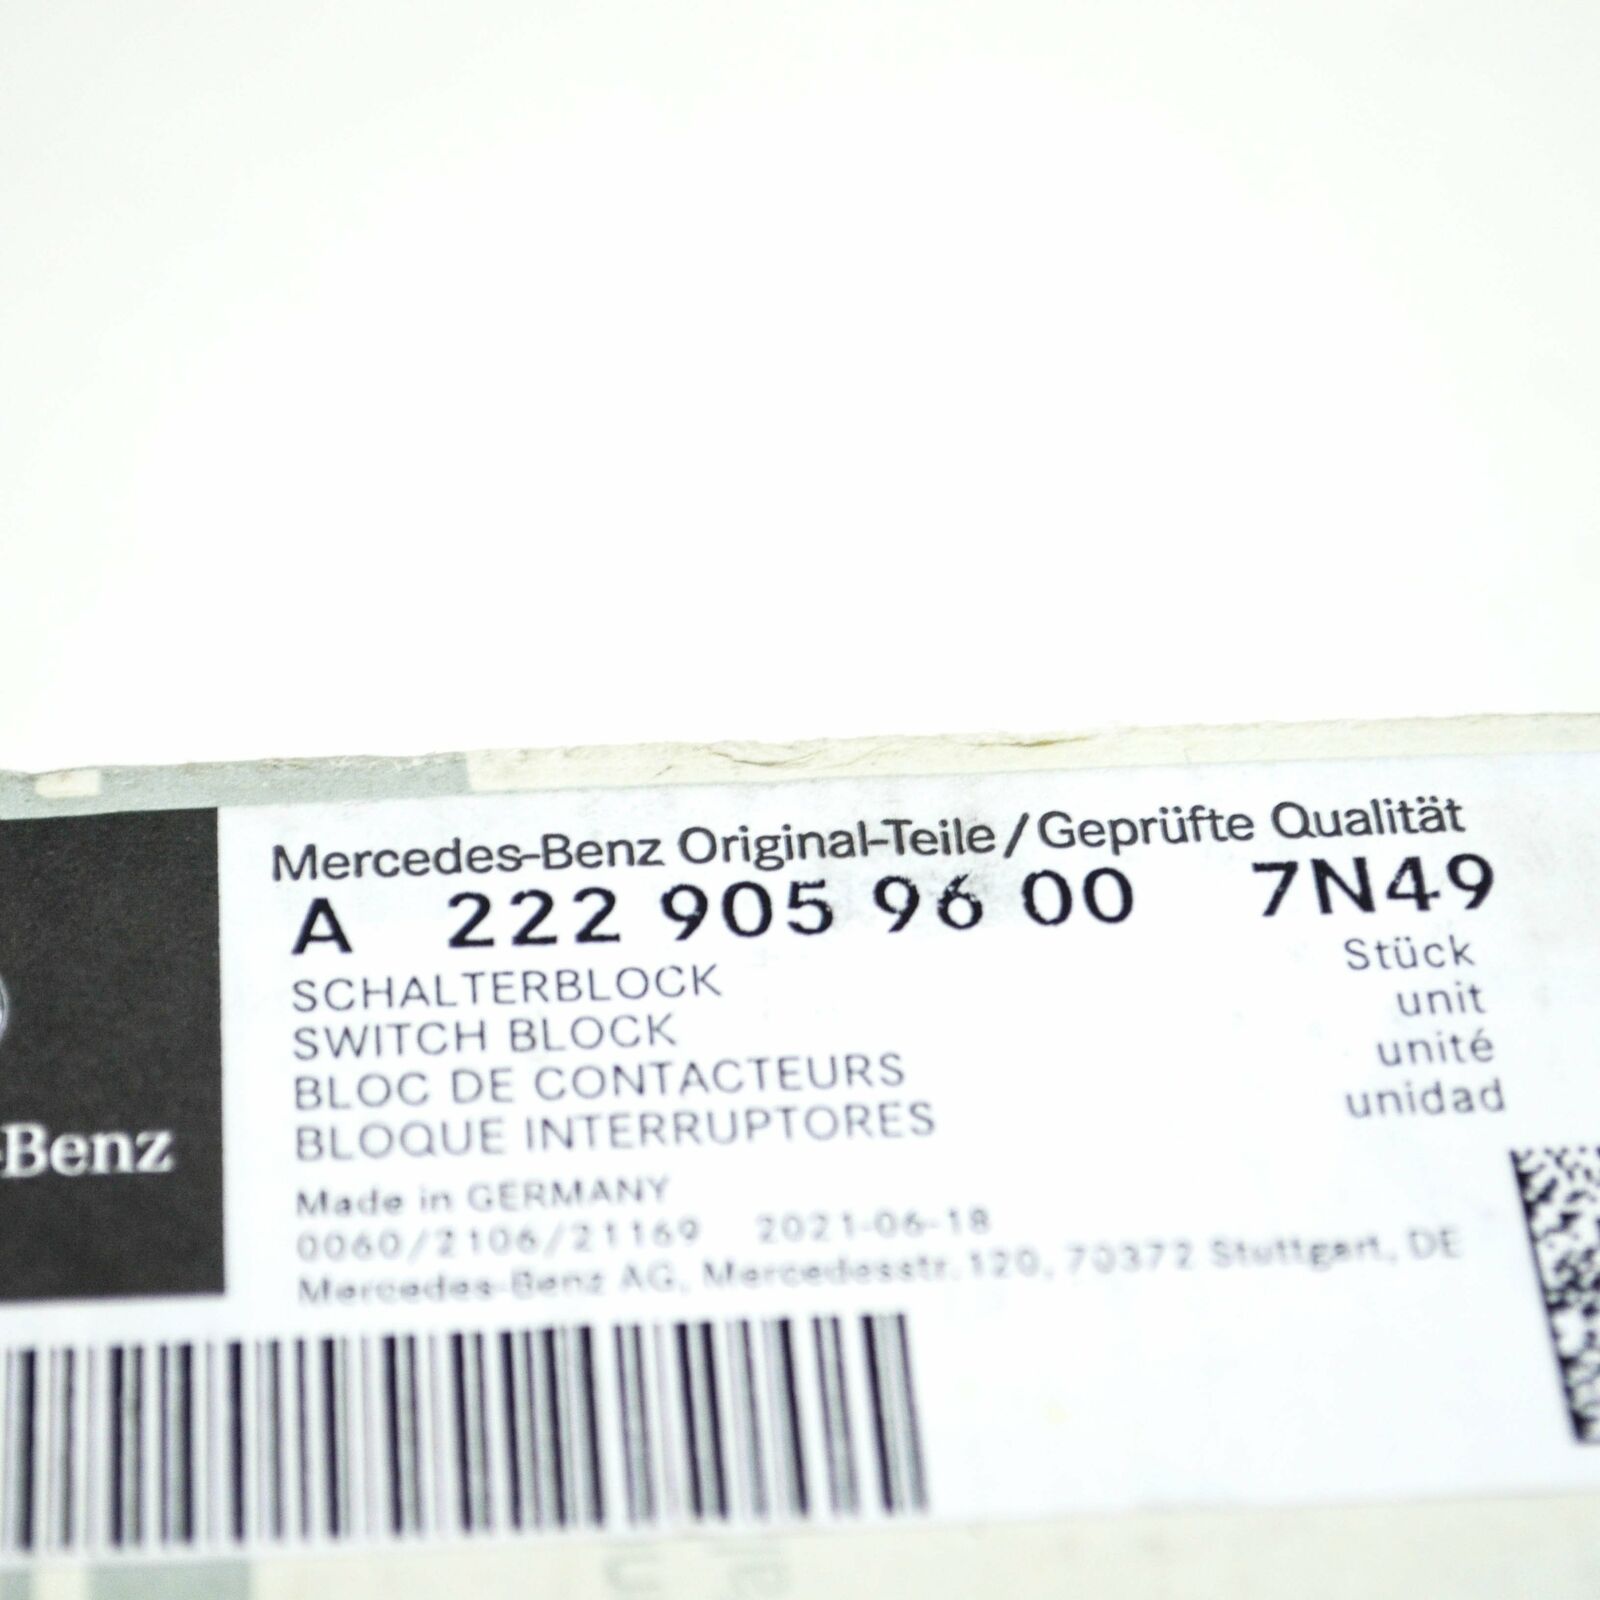 Mercedes-Benz Original-Teile/Geprüfte Qualität
A 222 905 96 00 7N49
SCHALTERBLOCK
SWITCH BLOCK
BLOC DE CONTACTEURS
BLOQUE INTERRUPTORES
Stück
unit
unité
unidad
-Benz
Made in GERMANY
0060/2106/21169 2021-06-18
Mercedes-Benz AG, Mercedesstr. 120, 70372 Stuttgart, DE